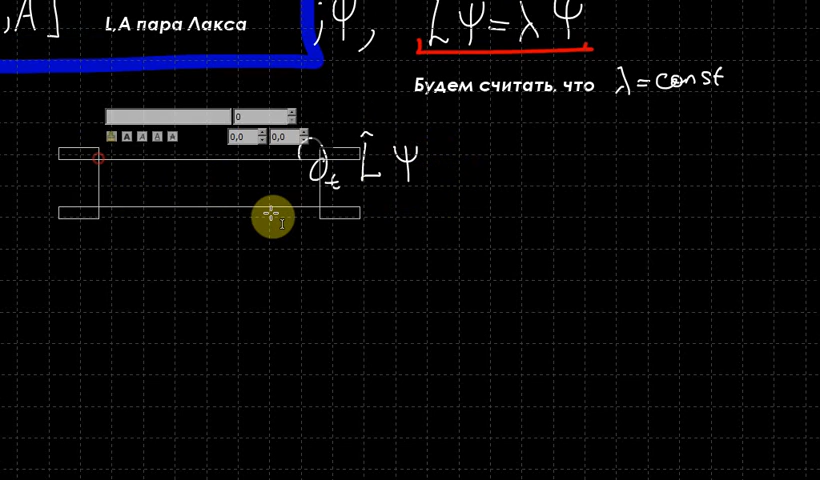 ,A] L,A пара Лакса ;Ψ, LΨ=λΨ
Будем считать, что λ=const
0
0,0 0,0
A A A A A
∂ₜ L̂ Ψ